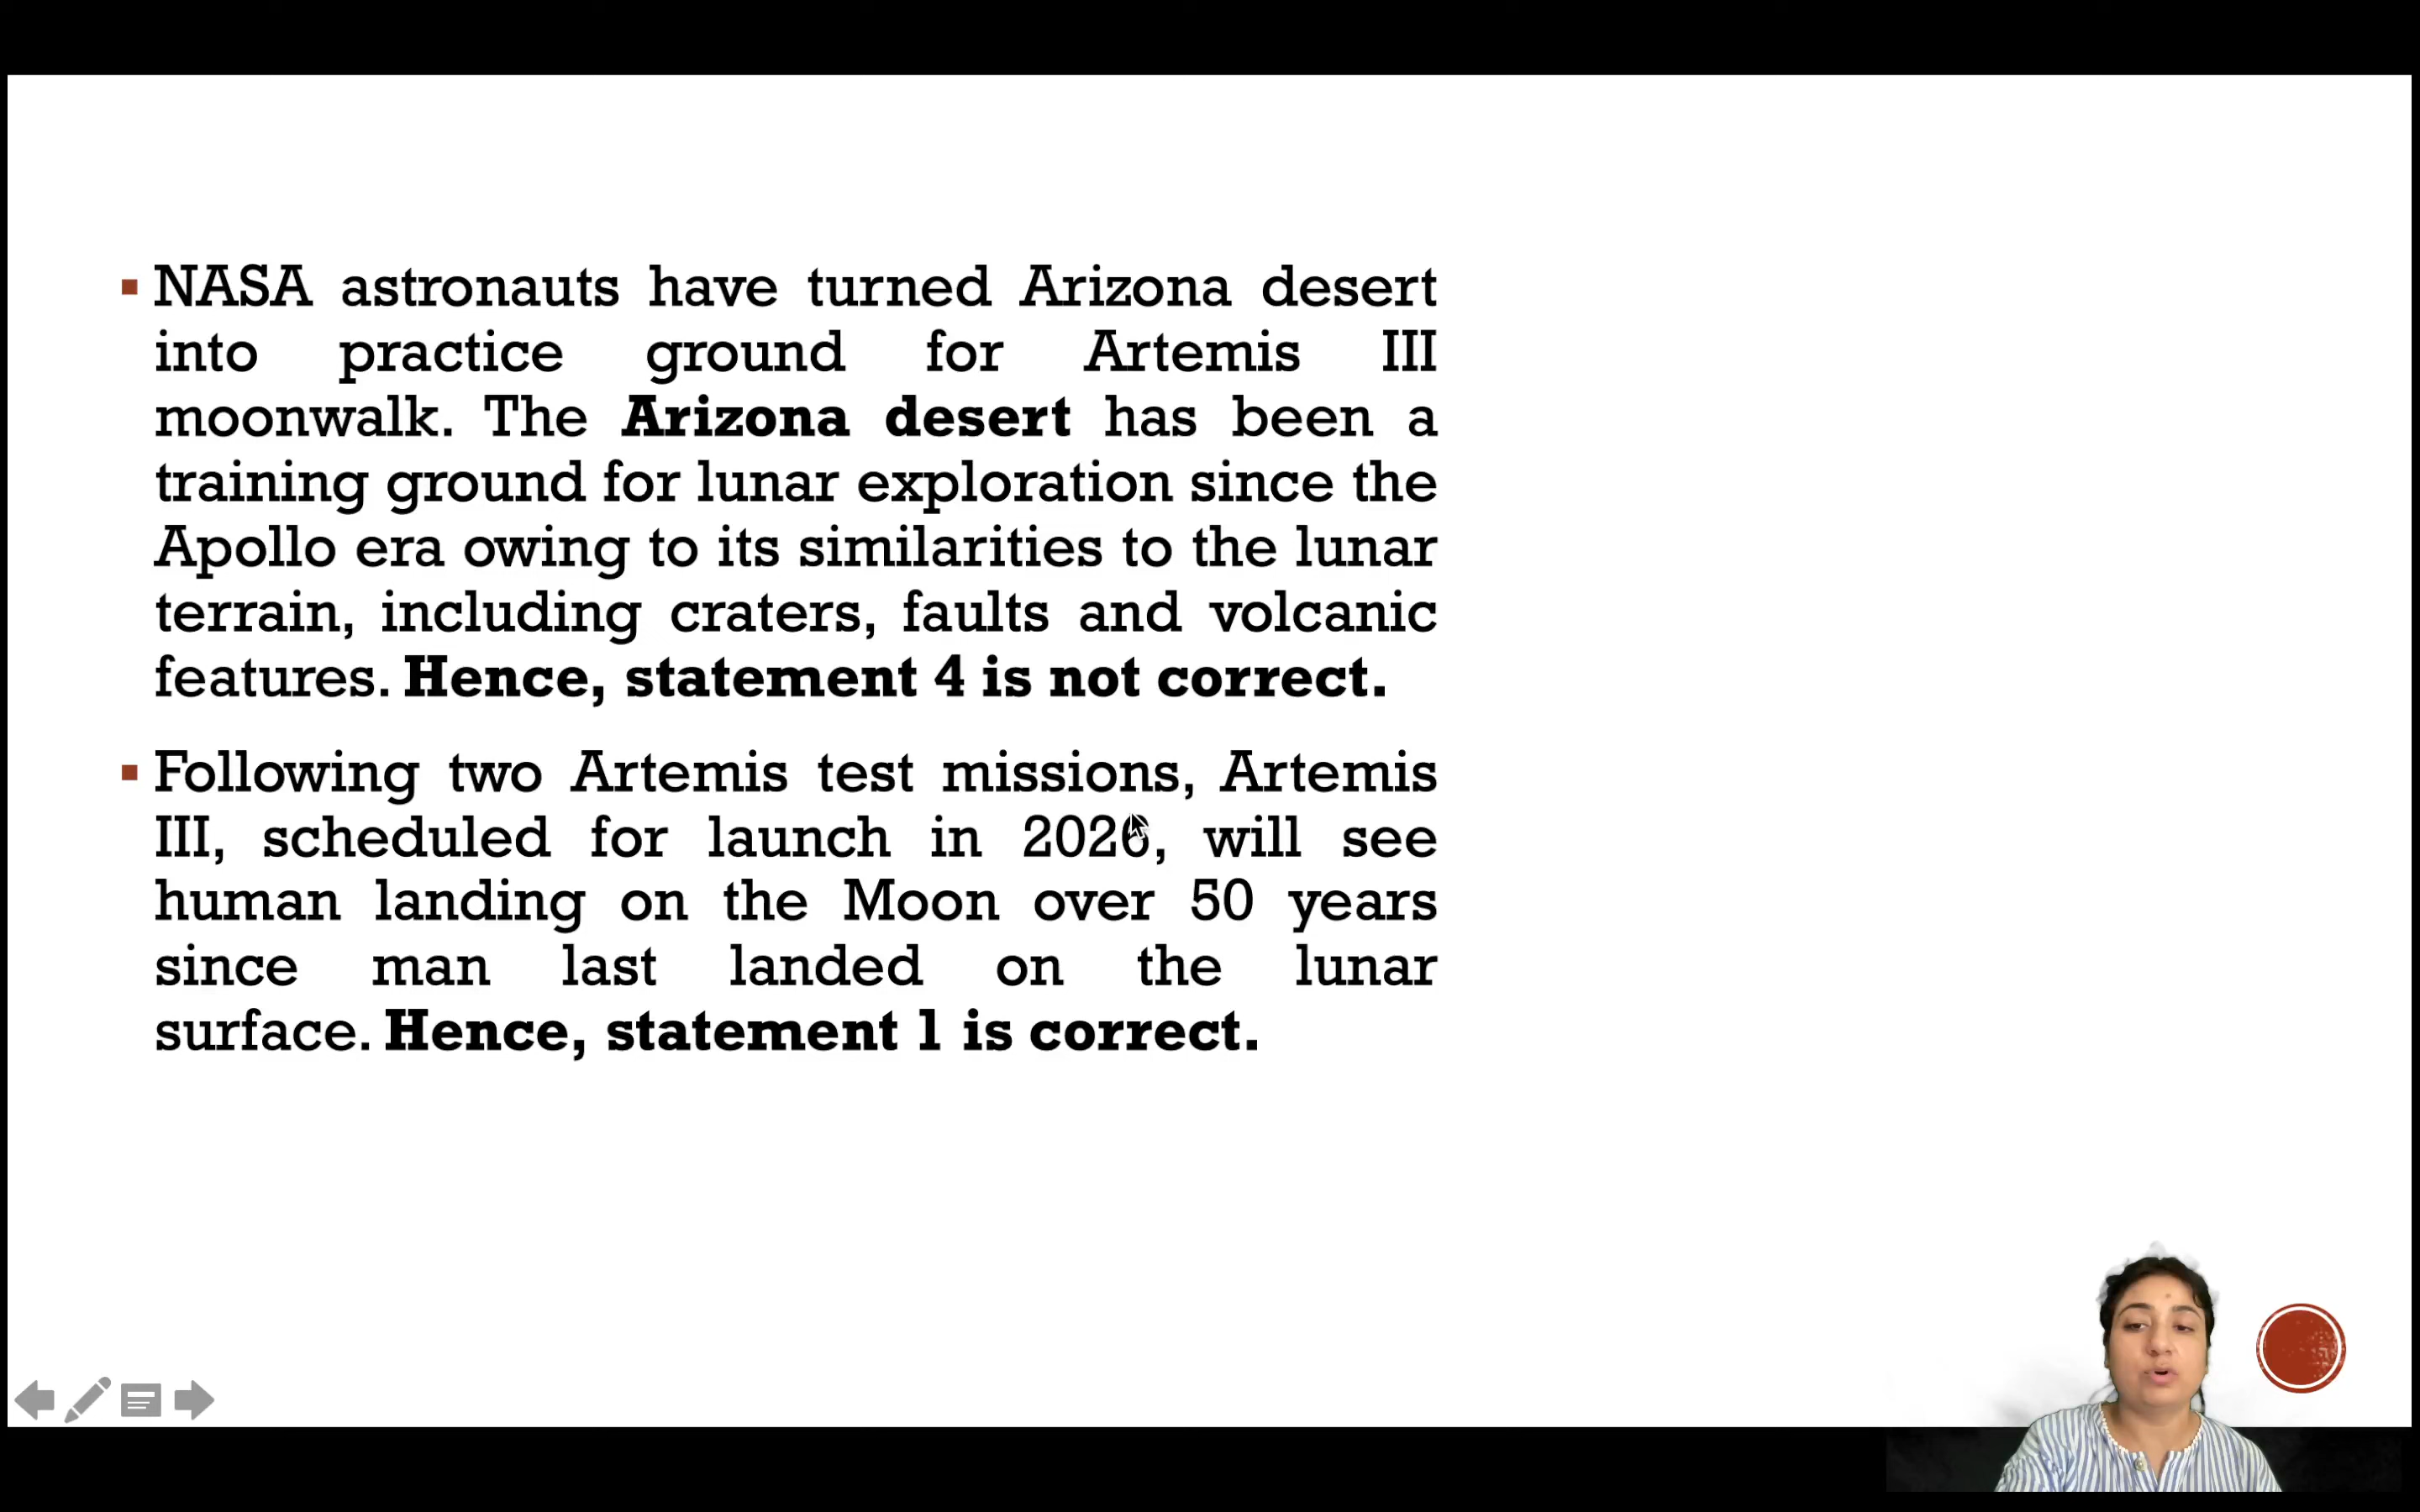 NASA astronauts have turned Arizona desert
into practice ground for Artemis III
moonwalk. The Arizona desert has been a
training ground for lunar exploration since the
Apollo era owing to its similarities to the lunar
terrain, including craters, faults and volcanic
features. Hence, statement 4 is not correct.
Following two Artemis test missions, Artemis
III, scheduled for launch in 2026, will see
human landing on the Moon over 50 years
since man last landed on the lunar
surface. Hence, statement 1 is correct.